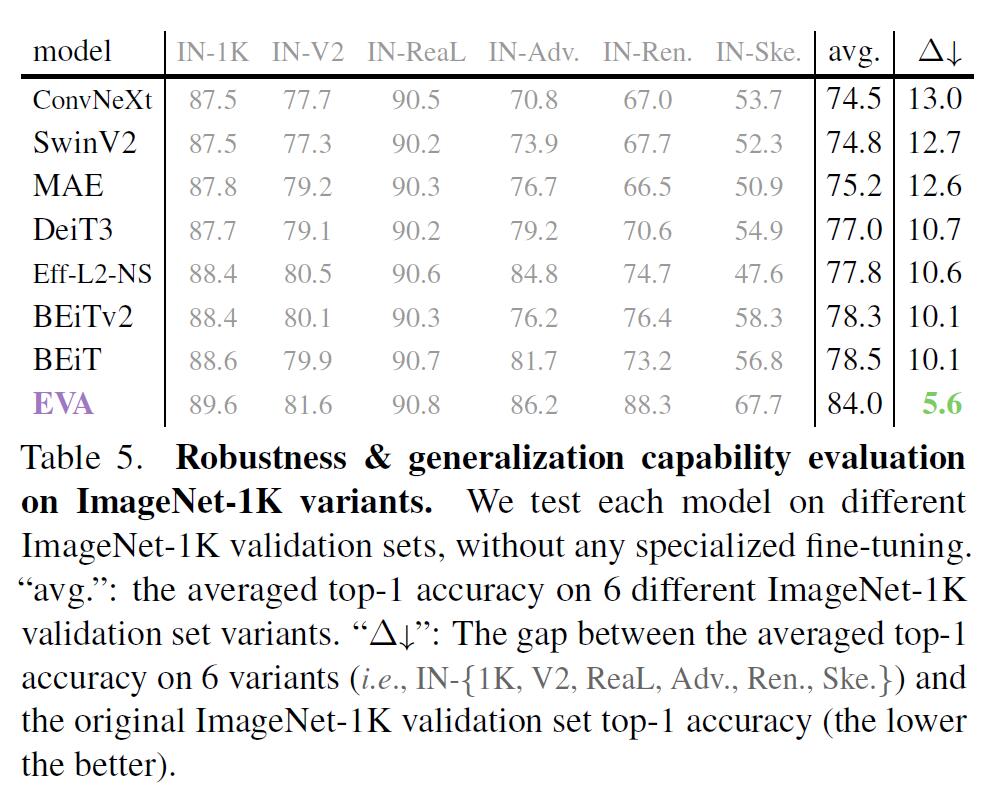 model IN-1K IN-V2 IN-ReaL IN-Adv. IN-Ren. IN-Ske. avg. Δ↓
ConvNeXt 87.5 77.7 90.5 70.8 67.0 53.7 74.5 13.0
SwinV2 87.5 77.3 90.2 73.9 67.7 52.3 74.8 12.7
MAE 87.8 79.2 90.3 76.7 66.5 50.9 75.2 12.6
DeiT3 87.7 79.1 90.2 79.2 70.6 54.9 77.0 10.7
Eff-L2-NS 88.4 80.5 90.6 84.8 74.7 47.6 77.8 10.6
BEiTv2 88.4 80.1 90.3 76.2 76.4 58.3 78.3 10.1
BEiT 88.6 79.9 90.7 81.7 73.2 56.8 78.5 10.1
EVA 89.6 81.6 90.8 86.2 88.3 67.7 84.0 5.6
Table 5. Robustness & generalization capability evaluation
on ImageNet-1K variants. We test each model on different
ImageNet-1K validation sets, without any specialized fine-tuning.
“avg.”: the averaged top-1 accuracy on 6 different ImageNet-1K
validation set variants. “Δ↓”: The gap between the averaged top-1
accuracy on 6 variants (i.e., IN-{1K, V2, ReaL, Adv., Ren., Ske.}) and
the original ImageNet-1K validation set top-1 accuracy (the lower
the better).